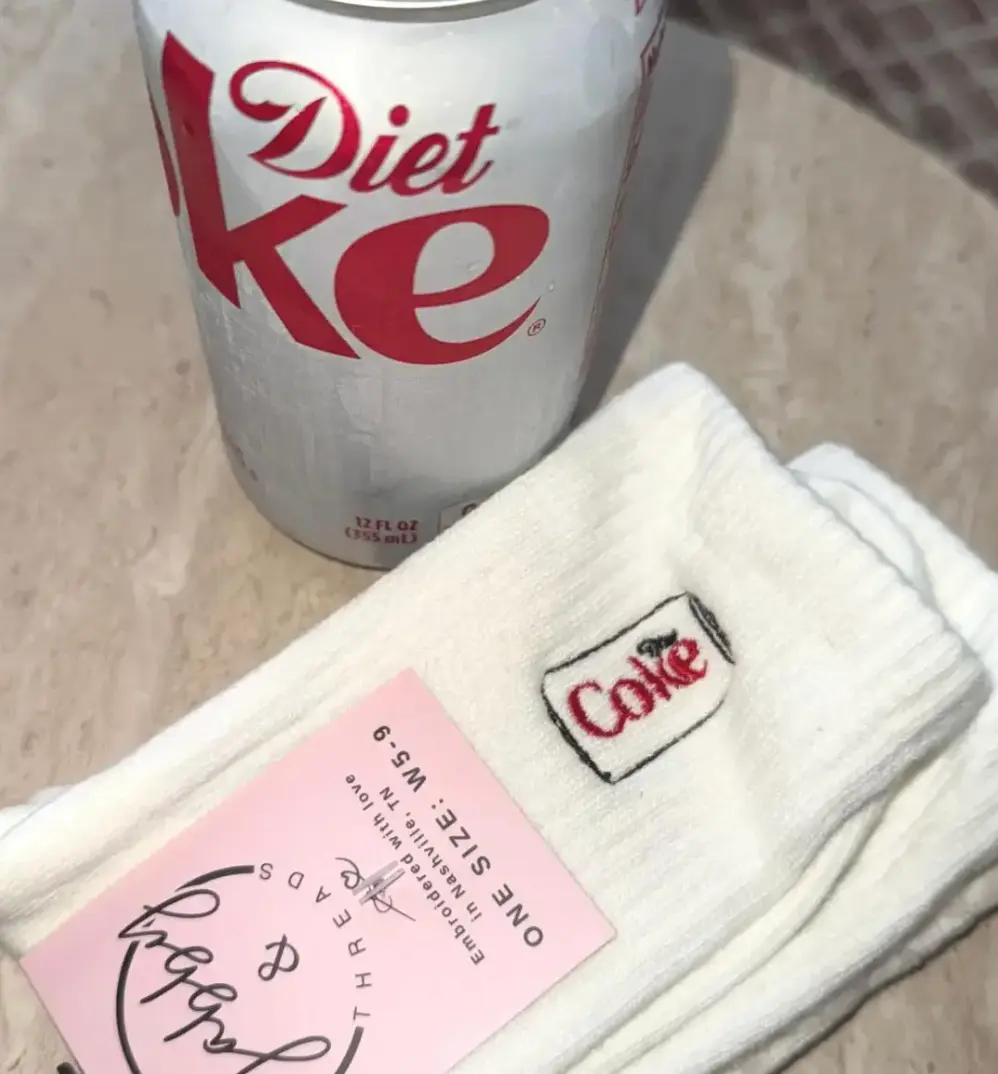 Diet
ke
®
12 FL OZ
(355 mL)
Diet
Coke
ONE SIZE: W5-9
Embroidered with love
in Nashville, TN
THREADS
&